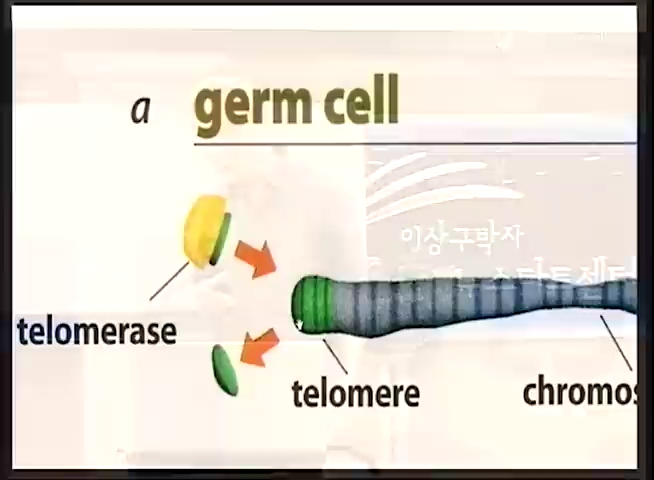 a germ cell
이상구박사
telomerase
telomere
chromos